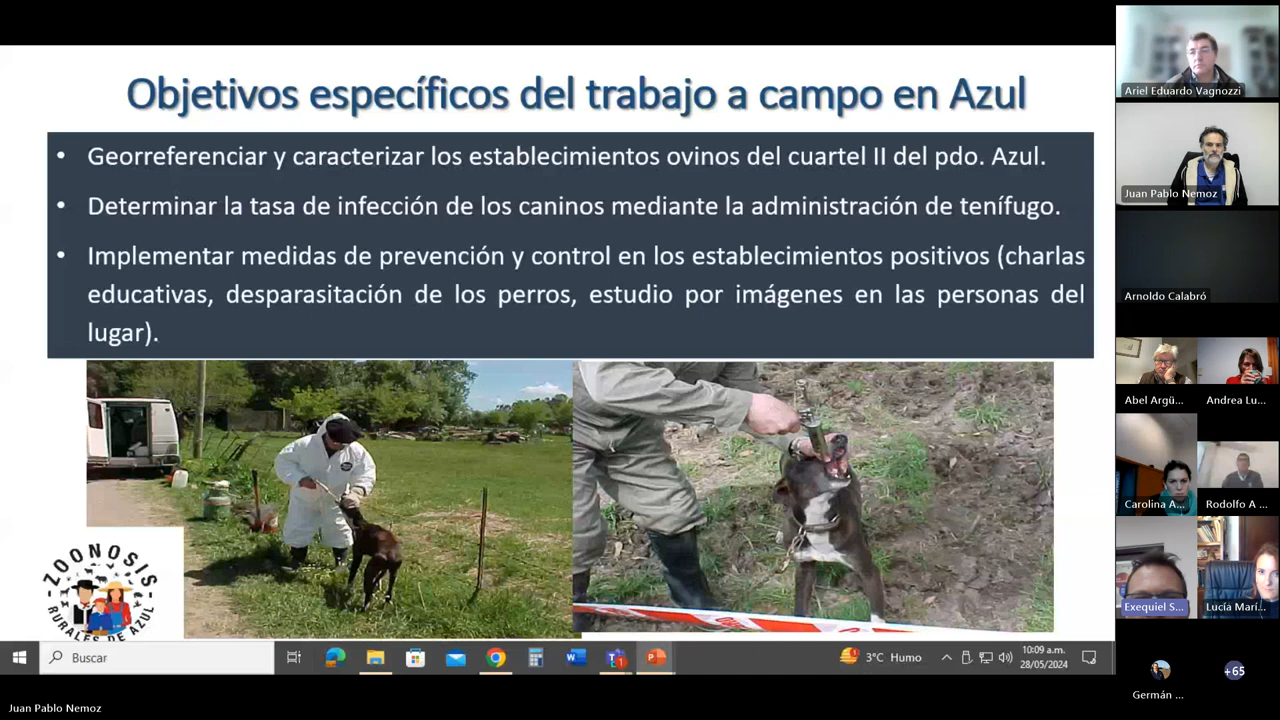 Objetivos específicos del trabajo a campo en Azul
• Georreferenciar y caracterizar los establecimientos ovinos del cuartel II del pdo. Azul.
• Determinar la tasa de infección de los caninos mediante la administración de tenífugo.
• Implementar medidas de prevención y control en los establecimientos positivos (charlas
educativas, desparasitación de los perros, estudio por imágenes en las personas del
lugar).
ZOONOSIS
RURALES DE AZUL
Buscar
3°C Humo
10:09 a.m.
28/05/2024
Juan Pablo Nemoz
Ariel Eduardo Vagnozzi
Juan Pablo Nemoz
Arnoldo Calabró
Abel Argü...
Andrea Lu...
Carolina A...
Rodolfo A ...
Exequiel S...
Lucía Marí...
Germán ...
+65